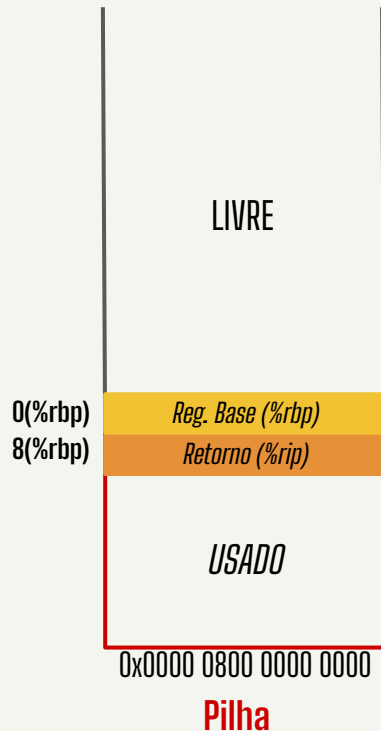 LIVRE
0(%rbp) Reg. Base (%rbp)
8(%rbp) Retorno (%rip)
USADO
0x0000 0800 0000 0000
Pilha